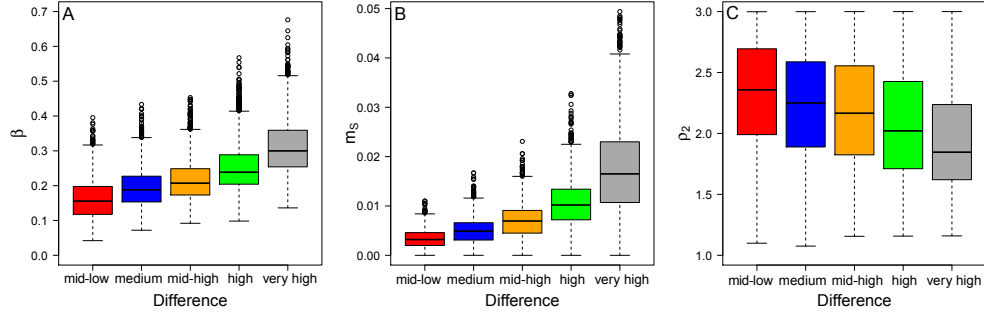 A
β
0.7
0.6
0.5
0.4
0.3
0.2
0.1
0.0
mid-low medium mid-high high very high
Difference
B
m_S
0.05
0.04
0.03
0.02
0.01
0.00
mid-low medium mid-high high very high
Difference
C
ρ₂
3.0
2.5
2.0
1.5
1.0
mid-low medium mid-high high very high
Difference